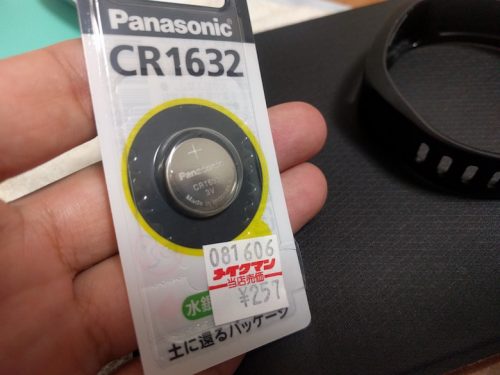 Panasonic
CR1632
+
Panasonic
3V
081606
メイクマン
当店売価
¥257
水銀
土に還るパッケージ